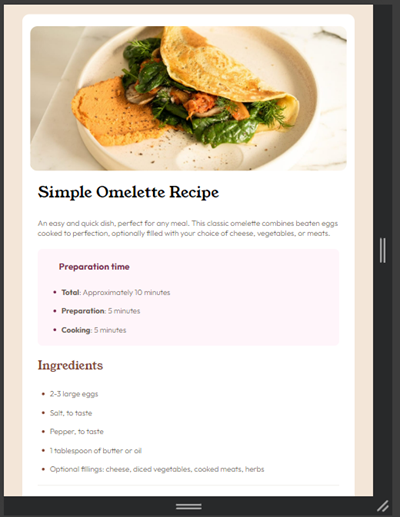 Simple Omelette Recipe
An easy and quick dish, perfect for any meal. This classic omelette combines beaten eggs
cooked to perfection, optionally filled with your choice of cheese, vegetables, or meats.
Preparation time
Total: Approximately 10 minutes
Preparation: 5 minutes
Cooking: 5 minutes
Ingredients
2-3 large eggs
Salt, to taste
Pepper, to taste
1 tablespoon of butter or oil
Optional fillings: cheese, diced vegetables, cooked meats, herbs